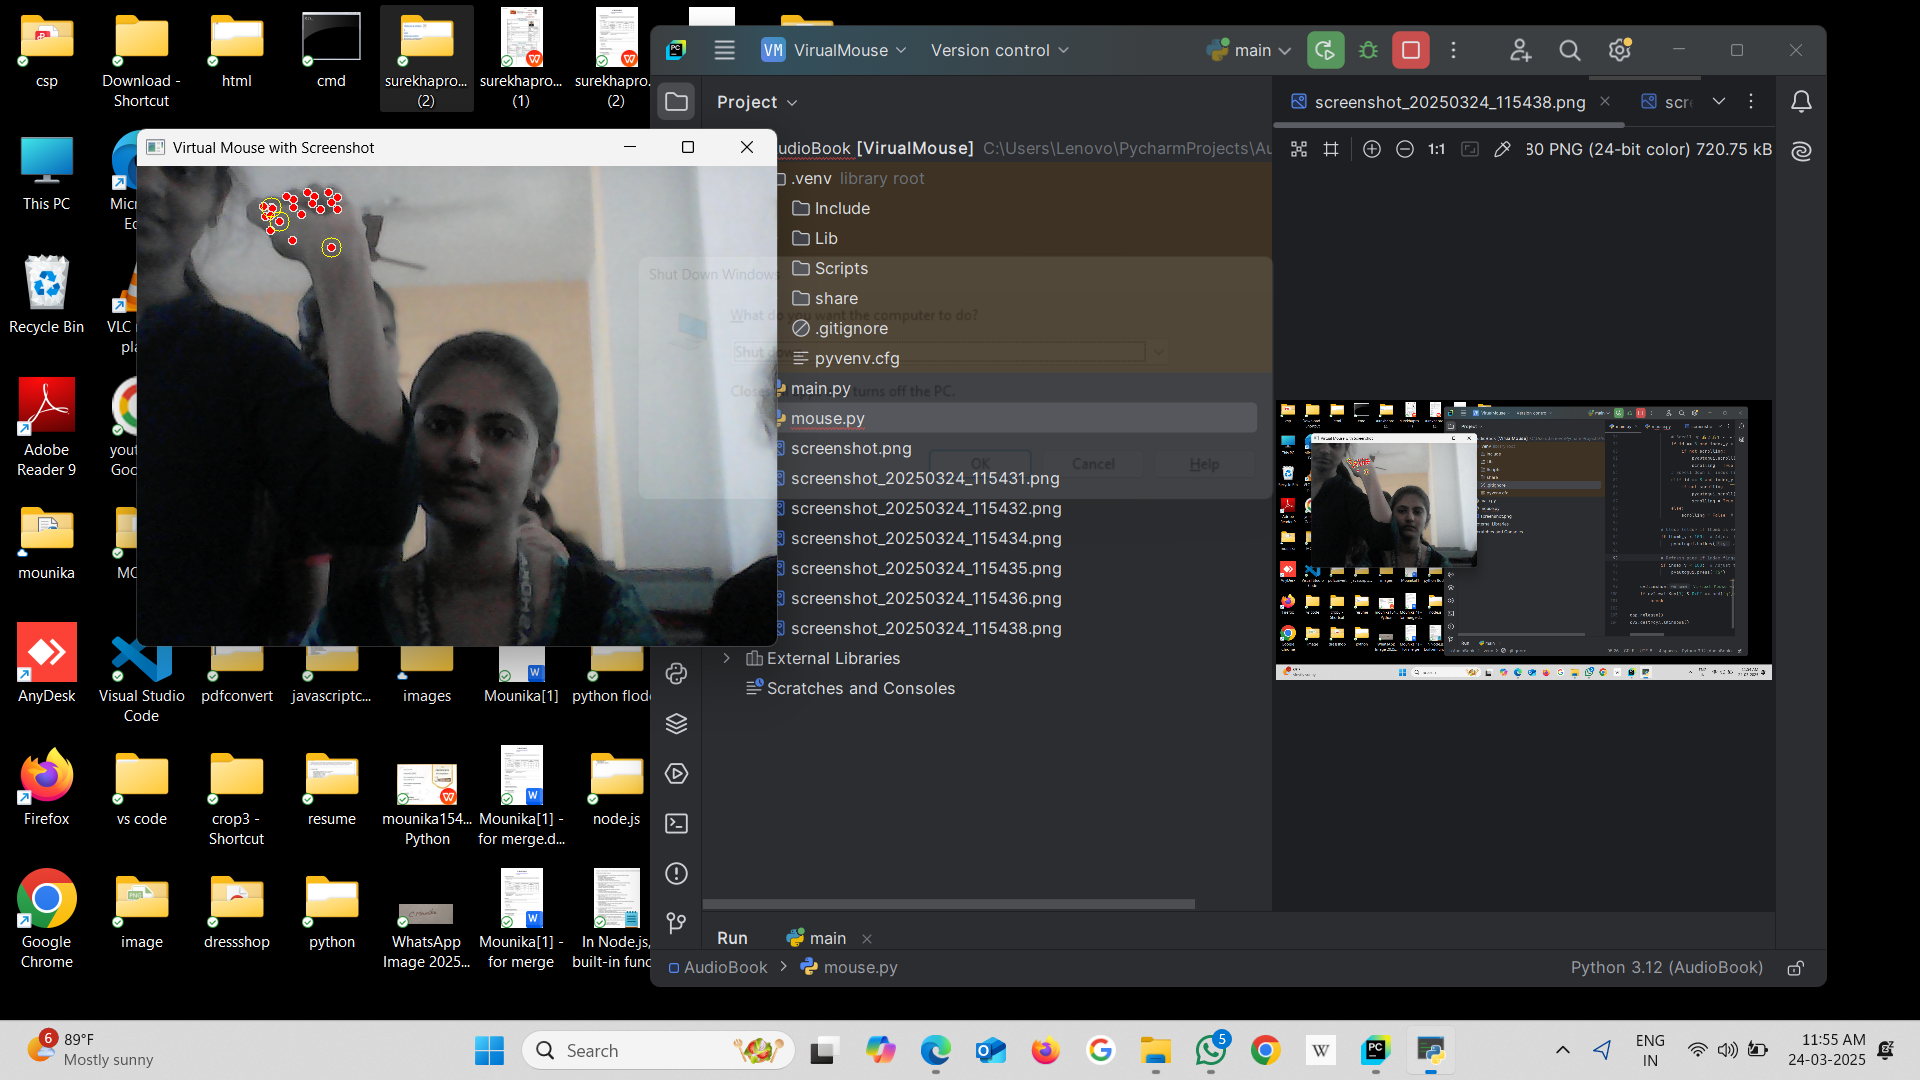 csp
Download -
Shortcut
html
cmd
surekhapro...
(2)
surekhapro...
(1)
surekhapro.
(2)
VM VirualMouse
Version control
main
Project
screenshot_20250324_115438.png
scr
Virtual Mouse with Screenshot
udioBook [VirualMouse] C:\Users\Lenovo\PycharmProjects\Au
1:1
30 PNG (24-bit color) 720.75 kB
.venv library root
Include
Lib
Scripts
share
.gitignore
pyvenv.cfg
main.py
mouse.py
screenshot.png
screenshot_20250324_115431.png
screenshot_20250324_115432.png
screenshot_20250324_115434.png
screenshot_20250324_115435.png
screenshot_20250324_115436.png
screenshot_20250324_115438.png
External Libraries
Scratches and Consoles
Shut Down Windows
What do you want the computer to do?
Shut do
Closes
turns off the PC.
OK
Cancel
Help
This PC
Micr
Ed
Recycle Bin
VLC
pla
Adobe
Reader 9
yout
Goo
mounika
MC
AnyDesk
Visual Studio
Code
pdfconvert
javascriptc...
images
Mounika[1]
python flode
Firefox
vs code
crop3 -
Shortcut
resume
mounika154...
Python
Mounika[1] -
for merge.d...
node.js
Google
Chrome
image
dressshop
python
WhatsApp
Image 2025...
Mounika[1] -
for merge
In Node.js,
built-in func
Run
main
AudioBook > mouse.py
Python 3.12 (AudioBook)
6
89°F
Mostly sunny
Search
5
ENG
IN
11:55 AM
24-03-2025